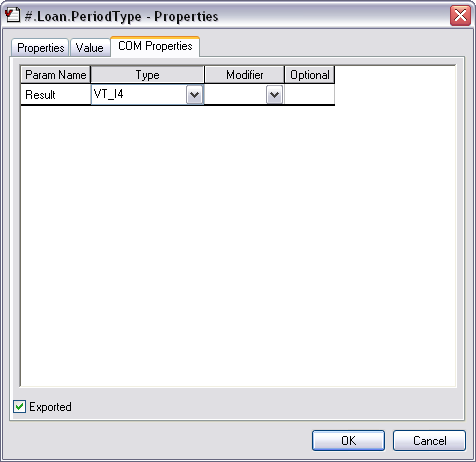 #.Loan.PeriodType - Properties
Properties Value COM Properties
Param Name Type Modifier Optional
Result VT_I4
Exported
OK Cancel